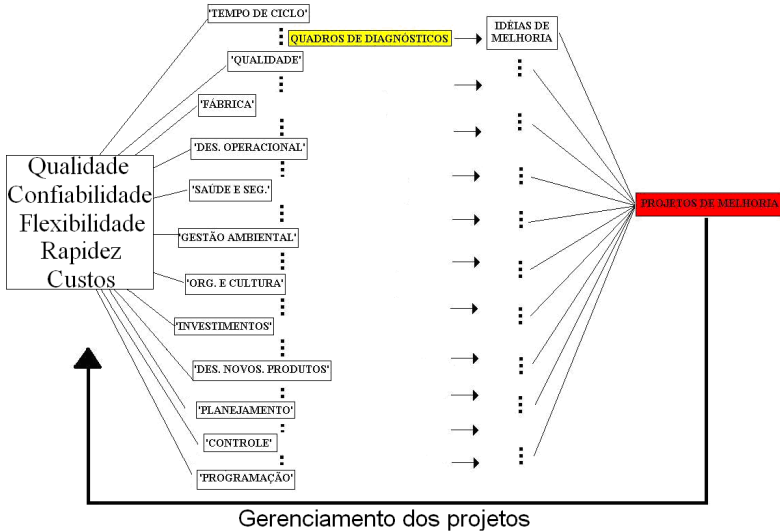 'TEMPO DE CICLO'
QUADROS DE DIAGNÓSTICOS
IDÉIAS DE
MELHORIA
'QUALIDADE'
'FÁBRICA'
'DES. OPERACIONAL'
'SAÚDE E SEG.'
'GESTÃO AMBIENTAL'
'ORG. E CULTURA'
'INVESTIMENTOS'
'DES. NOVOS. PRODUTOS'
'PLANEJAMENTO'
'CONTROLE'
'PROGRAMAÇÃO'
Qualidade
Confiabilidade
Flexibilidade
Rapidez
Custos
PROJETOS DE MELHORIA
Gerenciamento dos projetos